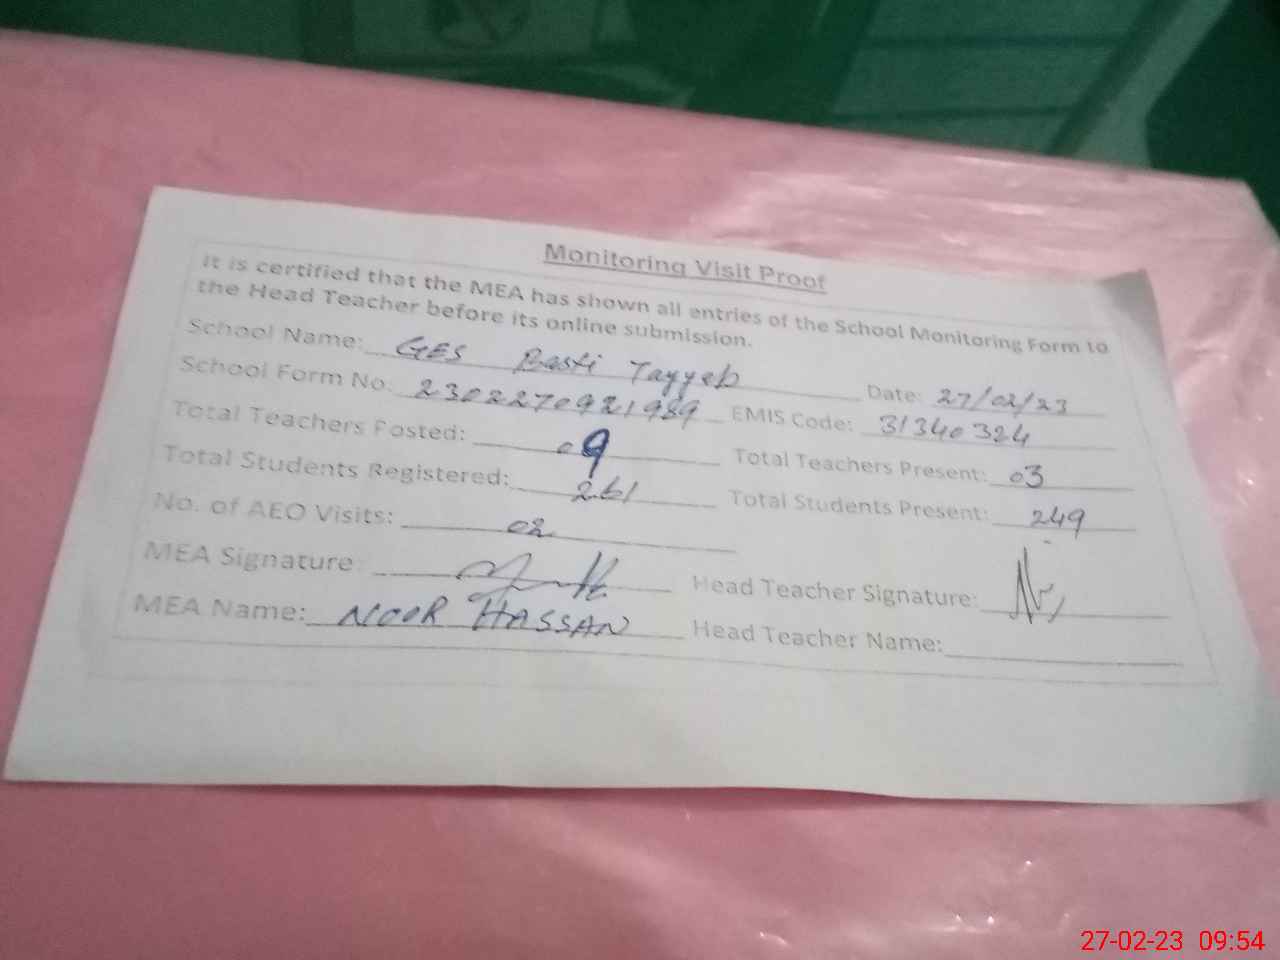 Monitoring Visit Proof
It is certified that the MEA has shown all entries of the School Monitoring Form to
the Head Teacher before its online submission.
School Name: GES Basti Tayyeb Date: 27/02/23
School Form No: 2302270921989 EMIS Code: 31340324
Total Teachers Posted: 09 Total Teachers Present: 03
Total Students Registered: 261 Total Students Present: 249
No. of AEO Visits: 02
MEA Signature: Head Teacher Signature:
MEA Name: NOOR HASSAN Head Teacher Name:
27-02-23 09:54